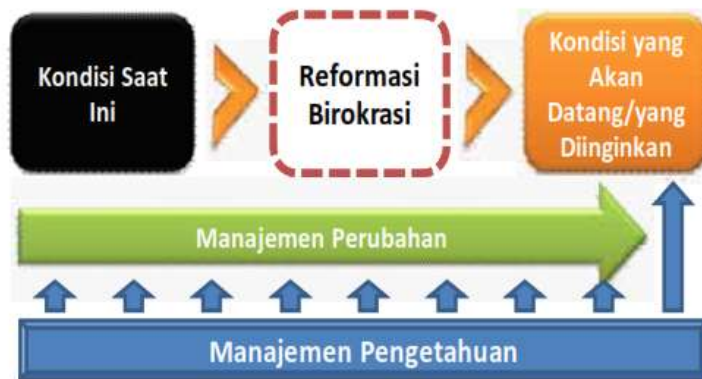 Kondisi Saat
Ini
Reformasi
Birokrasi
Kondisi yang
Akan
Datang/yang
Diinginkan
Manajemen Perubahan
Manajemen Pengetahuan